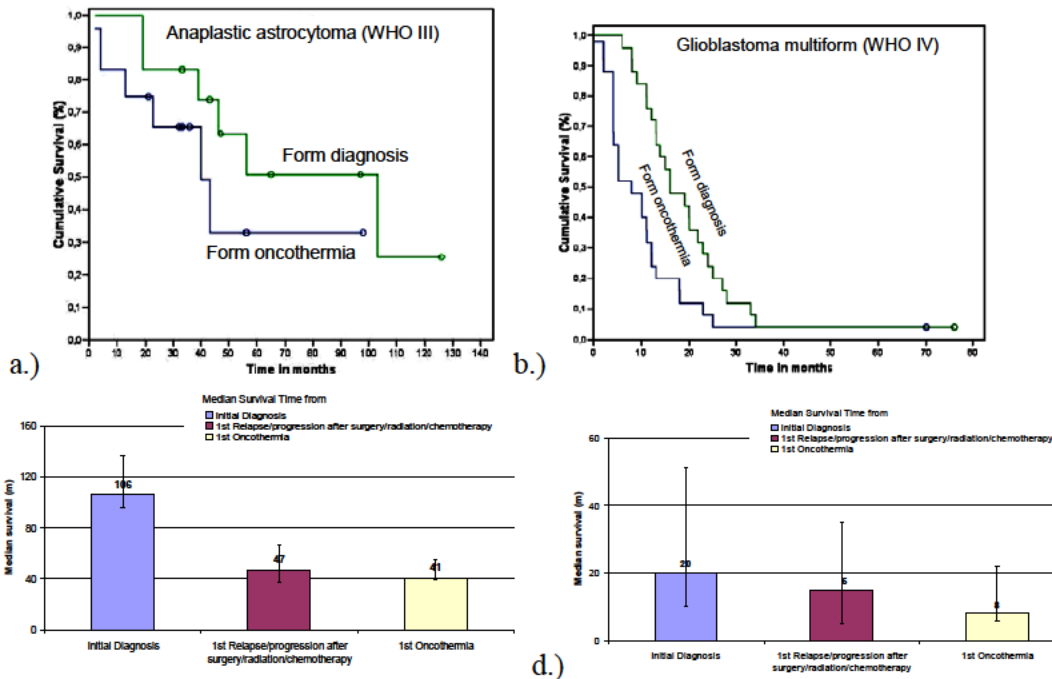 Anaplastic astrocytoma (WHO III)
Cumulative Survival (%)
1,0
0,9
0,8
0,7
0,6
0,5
0,4
0,3
0,2
0,1
0,0
Form diagnosis
Form oncothermia
0 10 20 30 40 50 60 70 80 90 100 110 120 130 140
Time in months
a.)
Glioblastoma multiform (WHO IV)
Cumulative Survival (%)
1,0
0,9
0,8
0,7
0,6
0,5
0,4
0,3
0,2
0,1
0,0
Form diagnosis
Form oncothermia
0 10 20 30 40 50 60 70 80
Time in months
b.)
Median Survival Time from
Initial Diagnosis
1st Relapse/progression after surgery/radiation/chemotherapy
1st Oncothermia
Median survival (m)
160
120
80
40
0
106
47
41
Initial Diagnosis
1st Relapse/progression after
surgery/radiation/chemotherapy
1st Oncothermia
Median Survival Time from
Initial Diagnosis
1st Relapse/progression after surgery/radiation/chemotherapy
1st Oncothermia
Median survival (m)
60
40
20
0
20
8
Initial Diagnosis
1st Relapse/progression after
surgery/radiation/chemotherapy
1st Oncothermia
d.)